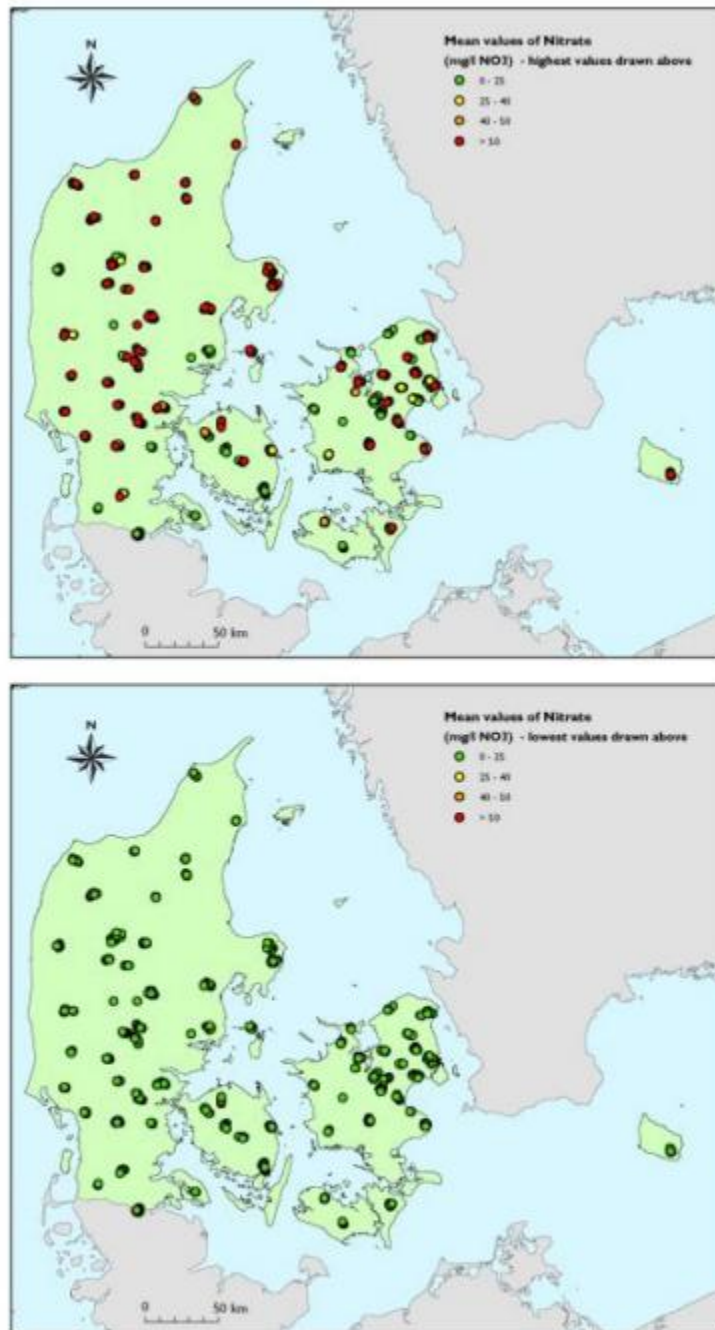 N
Mean values of Nitrate
(mg/l NO3) - highest values drawn above
0 - 25
25 - 40
40 - 50
> 50
0 50 km
N
Mean values of Nitrate
(mg/l NO3) - lowest values drawn above
0 - 25
25 - 40
40 - 50
> 50
0 50 km